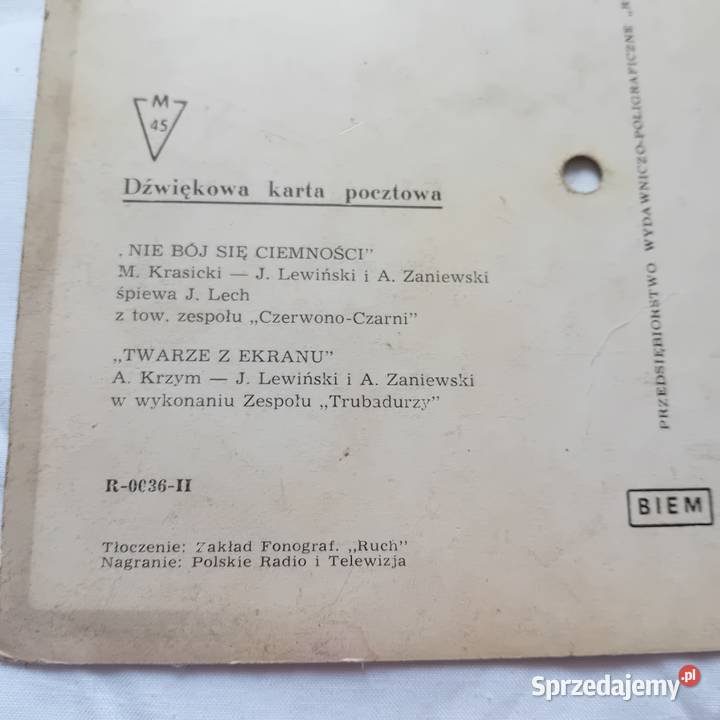 M
45
Dźwiękowa karta pocztowa
„NIE BÓJ SIĘ CIEMNOŚCI”
M. Krasicki — J. Lewiński i A. Zaniewski
śpiewa J. Lech
z tow. zespołu „Czerwono-Czarni”
„TWARZE Z EKRANU”
A. Krzym — J. Lewiński i A. Zaniewski
w wykonaniu Zespołu „Trubadurzy”
R-0036-II
Tłoczenie: Zakład Fonograf. „Ruch”
Nagranie: Polskie Radio i Telewizja
PRZEDSIĘBIORSTWO WYDAWNICZO-POLIGRAFICZNE
BIEM
Sprzedajemy.pl